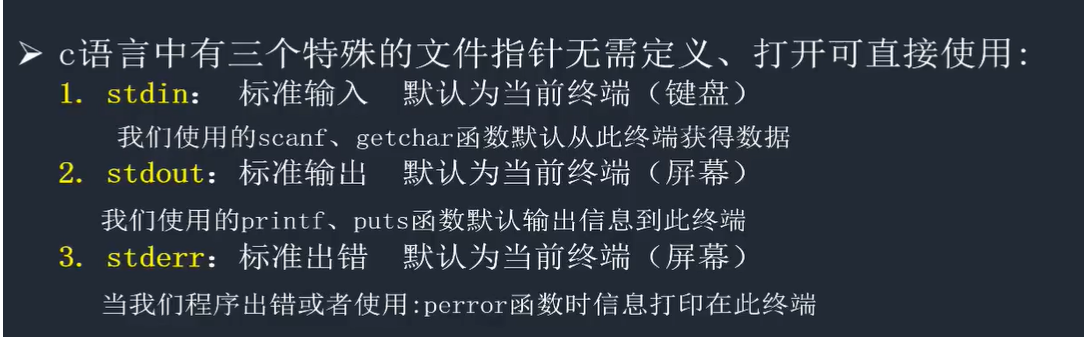 ➢ c语言中有三个特殊的文件指针无需定义、打开可直接使用:
1. stdin： 标准输入 默认为当前终端（键盘）
我们使用的scanf、getchar函数默认从此终端获得数据
2. stdout：标准输出 默认为当前终端（屏幕）
我们使用的printf、puts函数默认输出信息到此终端
3. stderr：标准出错 默认为当前终端（屏幕）
当我们程序出错或者使用:perror函数时信息打印在此终端